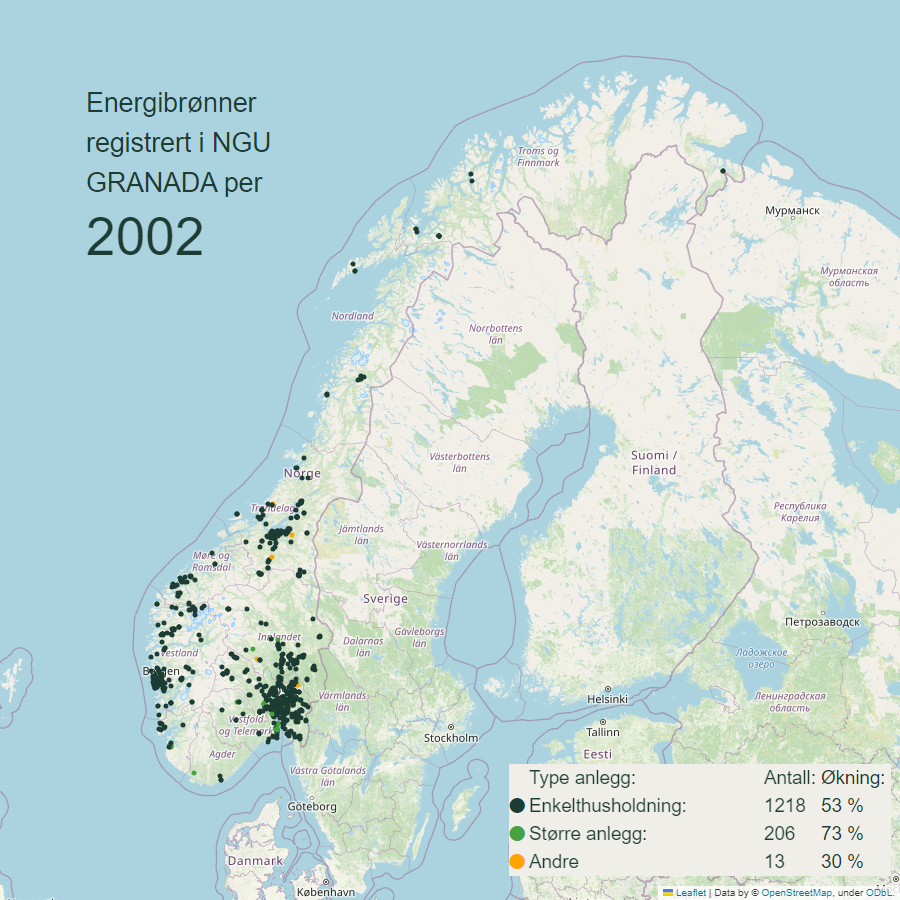 Energibrønner
registrert i NGU
GRANADA per
2002
Troms og
Finnmark
Мурманск
Мурманская
область
Nordland
Norrbottens
län
Norge
Västerbottens
län
Suomi /
Finland
Trøndelag
Республика
Карелия
Jämtlands
län
Västernorrlands
län
Møre og
Romsdal
Sverige
Петрозаводск
Innlandet
Gävleborgs
län
Dalarnas
län
Vestland
Ладожское
озеро
Bergen
Helsinki
Värmlands
län
Ленинградская
область
Vestfold
og Telemark
Tallinn
Stockholm
Agder
Eesti
Västra Götalands
län
Göteborg
Type anlegg: Antall: Økning:
Enkelthusholdning: 1218 53 %
Større anlegg: 206 73 %
Andre 13 30 %
Danmark
København
Leaflet | Data by © OpenStreetMap, under ODbL.